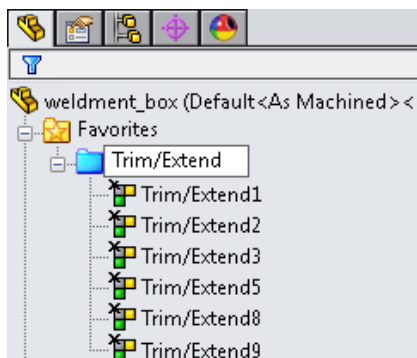 weldment_box (Default<As Machined><
Favorites
Trim/Extend
Trim/Extend1
Trim/Extend2
Trim/Extend3
Trim/Extend5
Trim/Extend8
Trim/Extend9